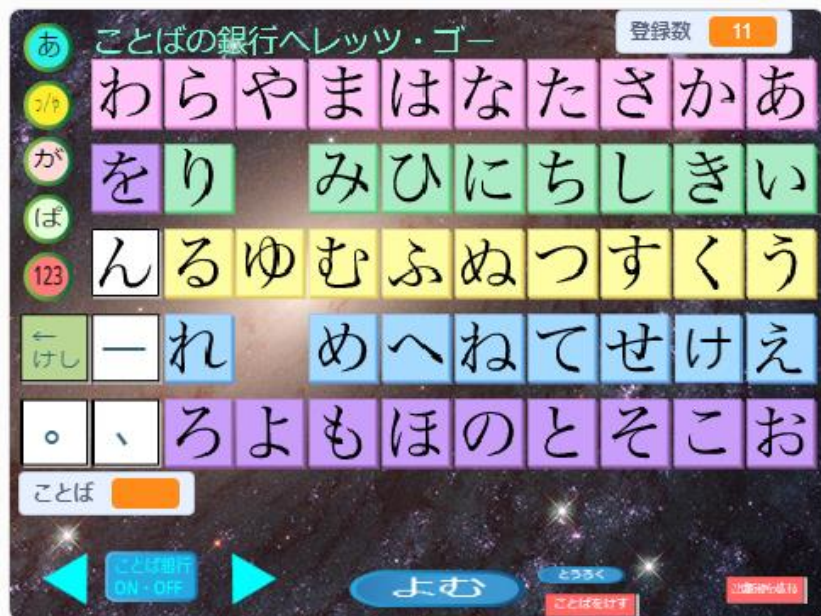 あ
ことばの銀行へレッツ・ゴー
登録数 11
つ/や
わ ら や ま は な た さ か あ
が
を り み ひ に ち し き い
ぱ
ん る ゆ む ふ ぬ つ す く う
123
←けし ー れ め へ ね て せ け え
。 、 ろ よ も ほ の と そ こ お
ことば
ことば銀行
ON・OFF
よむ
とうろく
ことばをけす